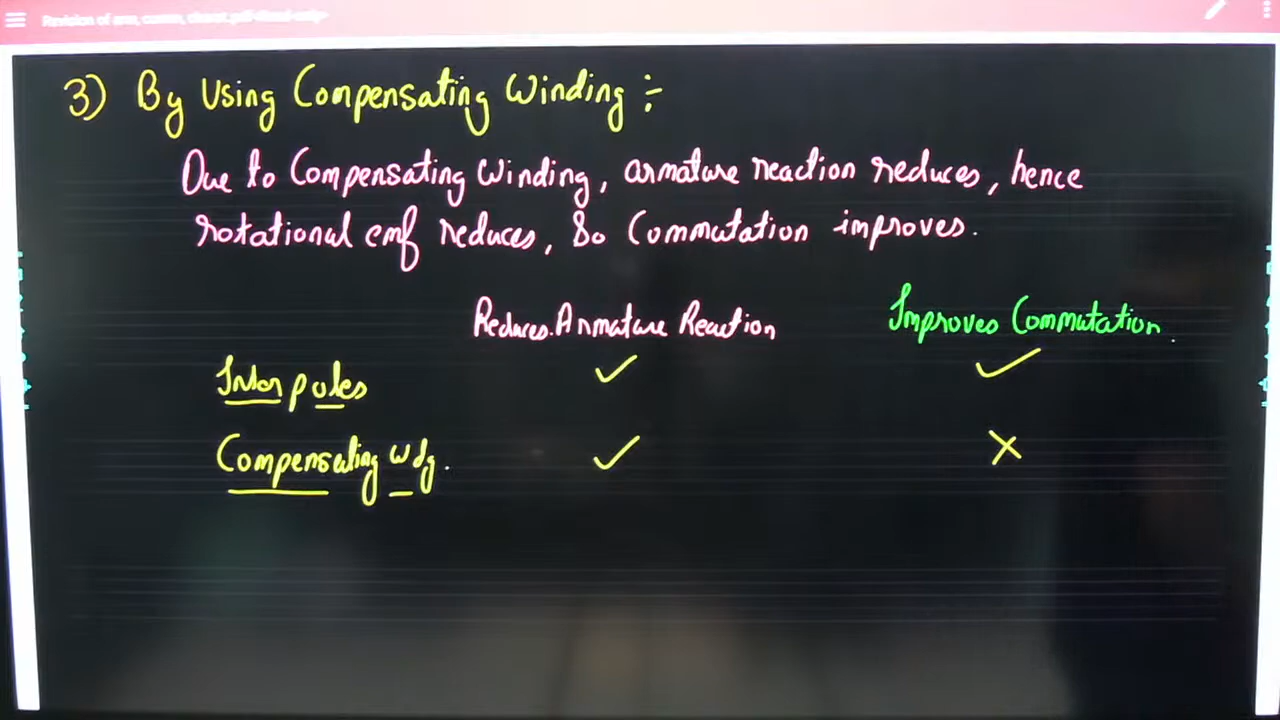 3) By Using Compensating Winding :-
Due to Compensating Winding, armature reaction reduces, hence
rotational emf reduces, So Commutation improves.
Reduces Armature Reaction Improves Commutation.
Interpoles ✓ ✓
Compensating wdg. ✓ ✗